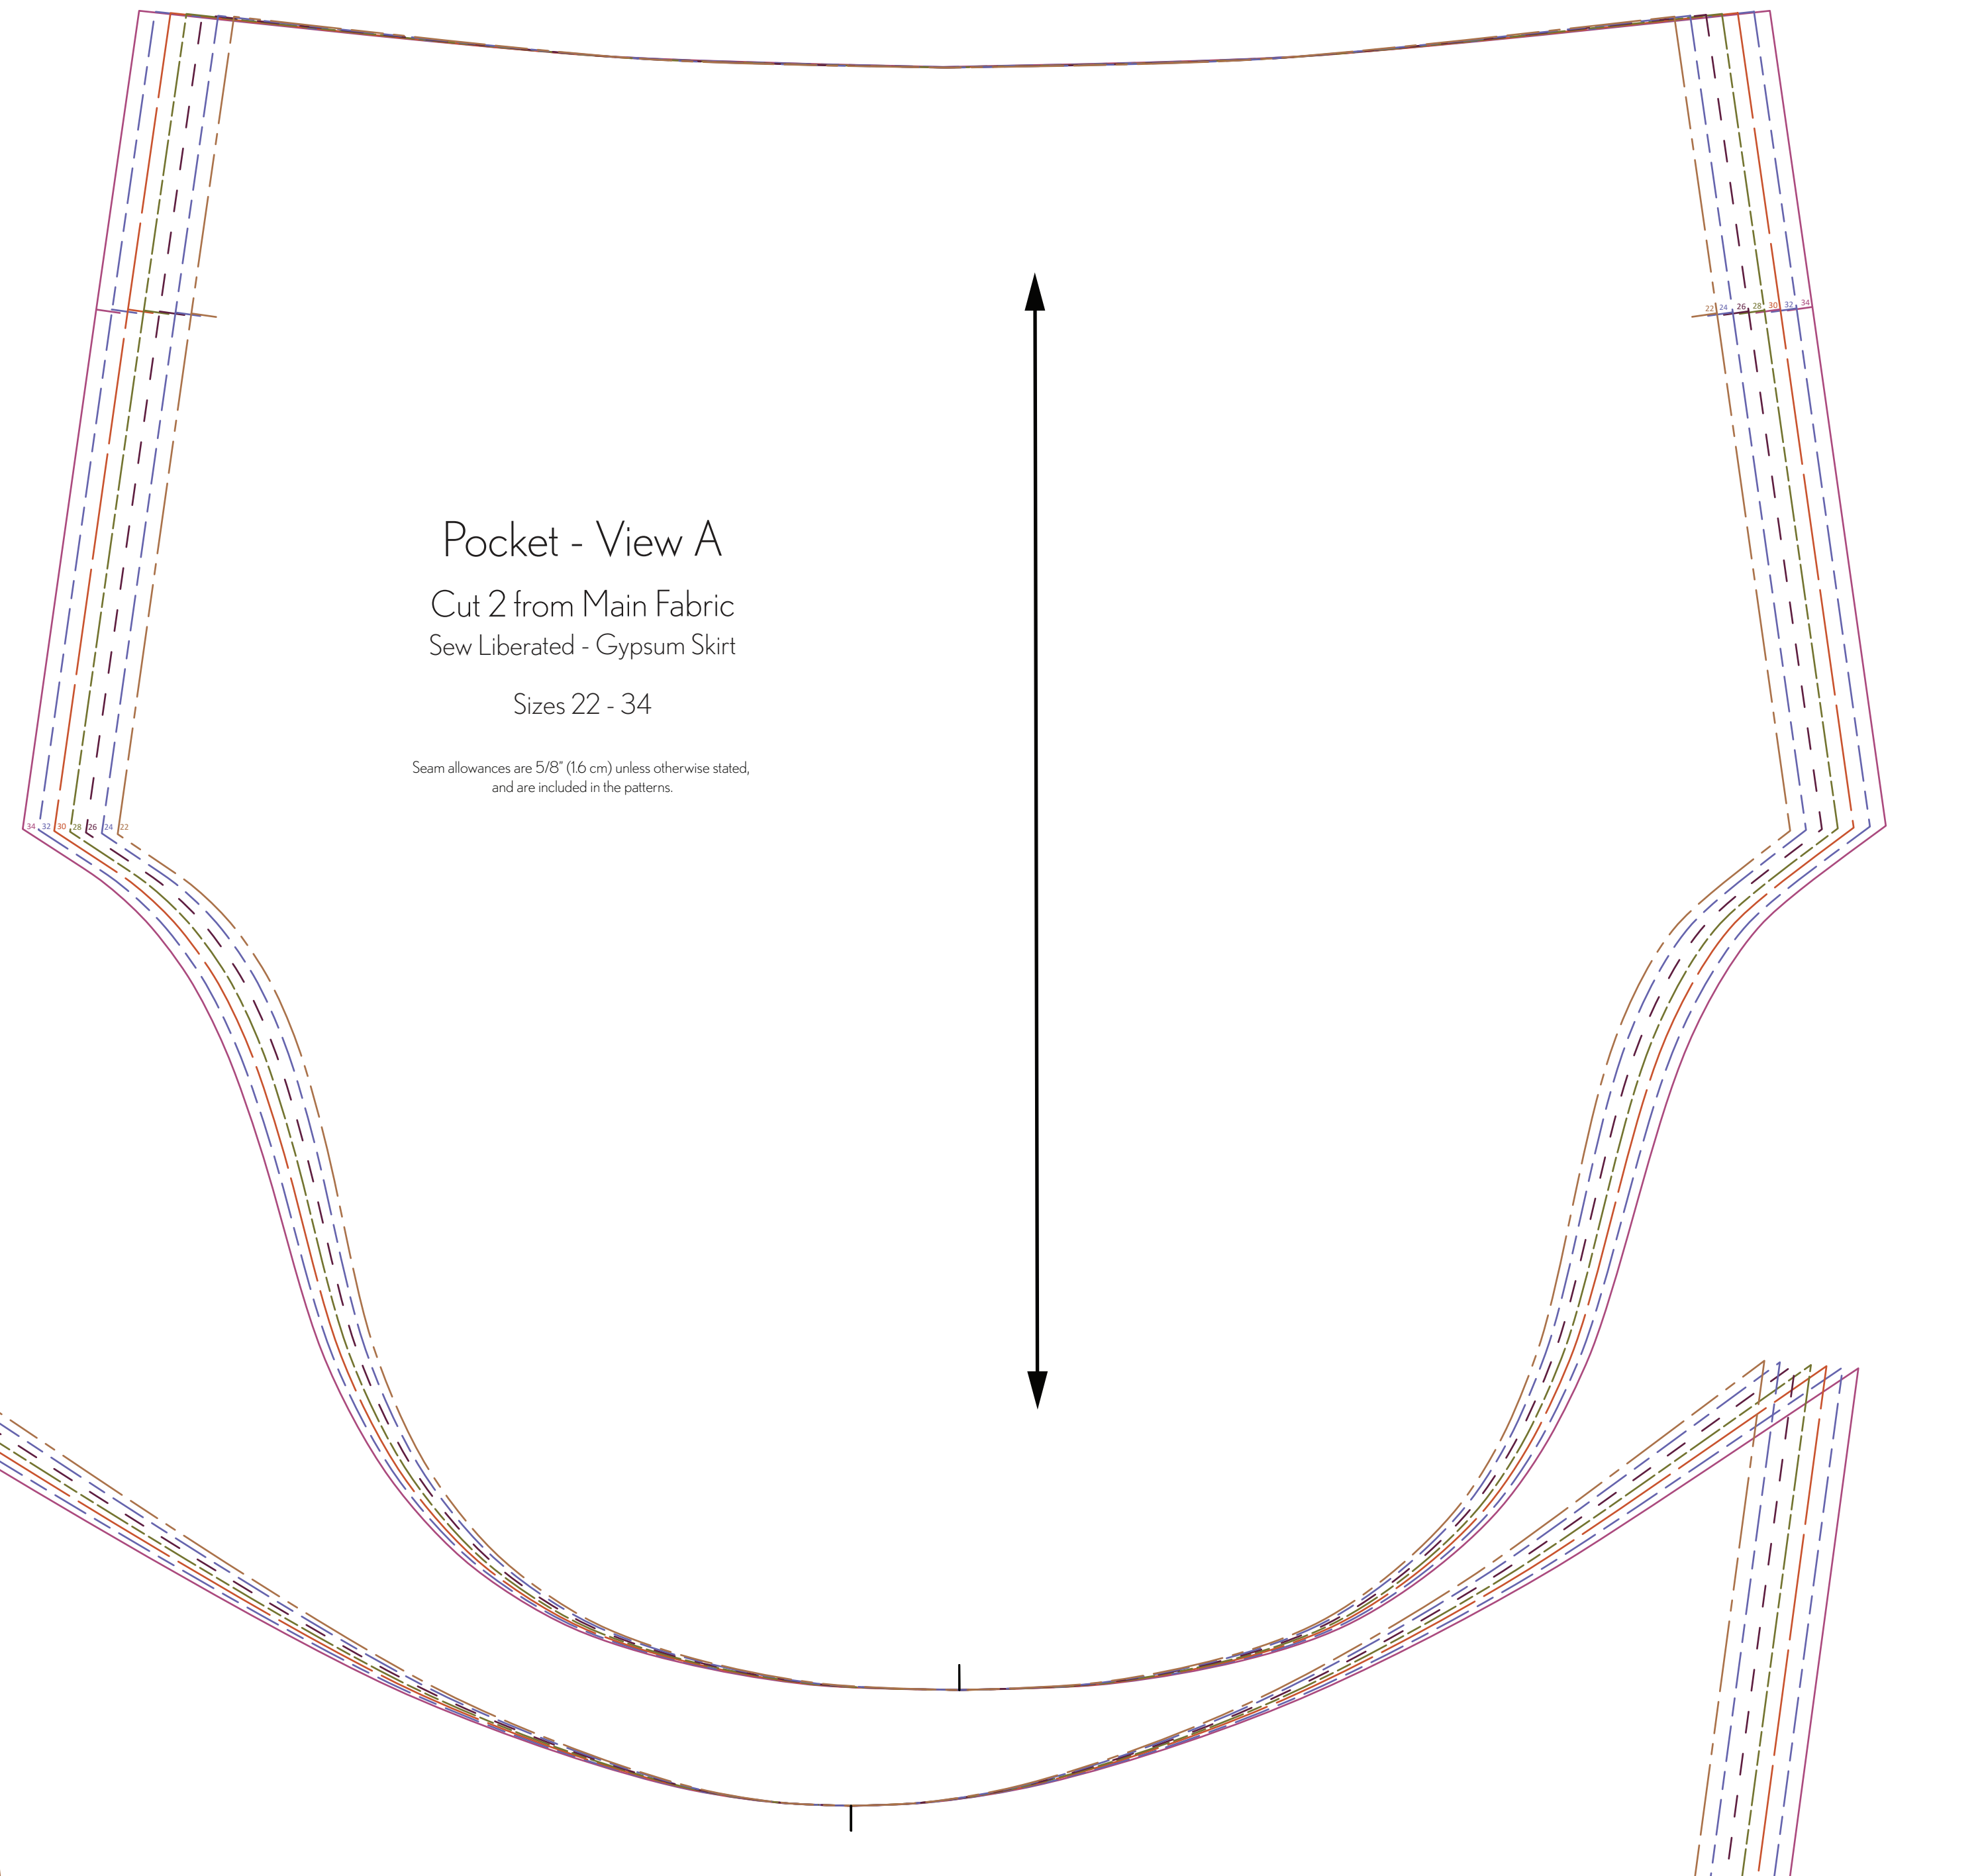 22 24 26 28 30 32 34
Pocket - View A
Cut 2 from Main Fabric
Sew Liberated - Gypsum Skirt
Sizes 22 - 34
Seam allowances are 5/8" (1.6 cm) unless otherwise stated,
and are included in the patterns.
34 32 30 28 26 24 22